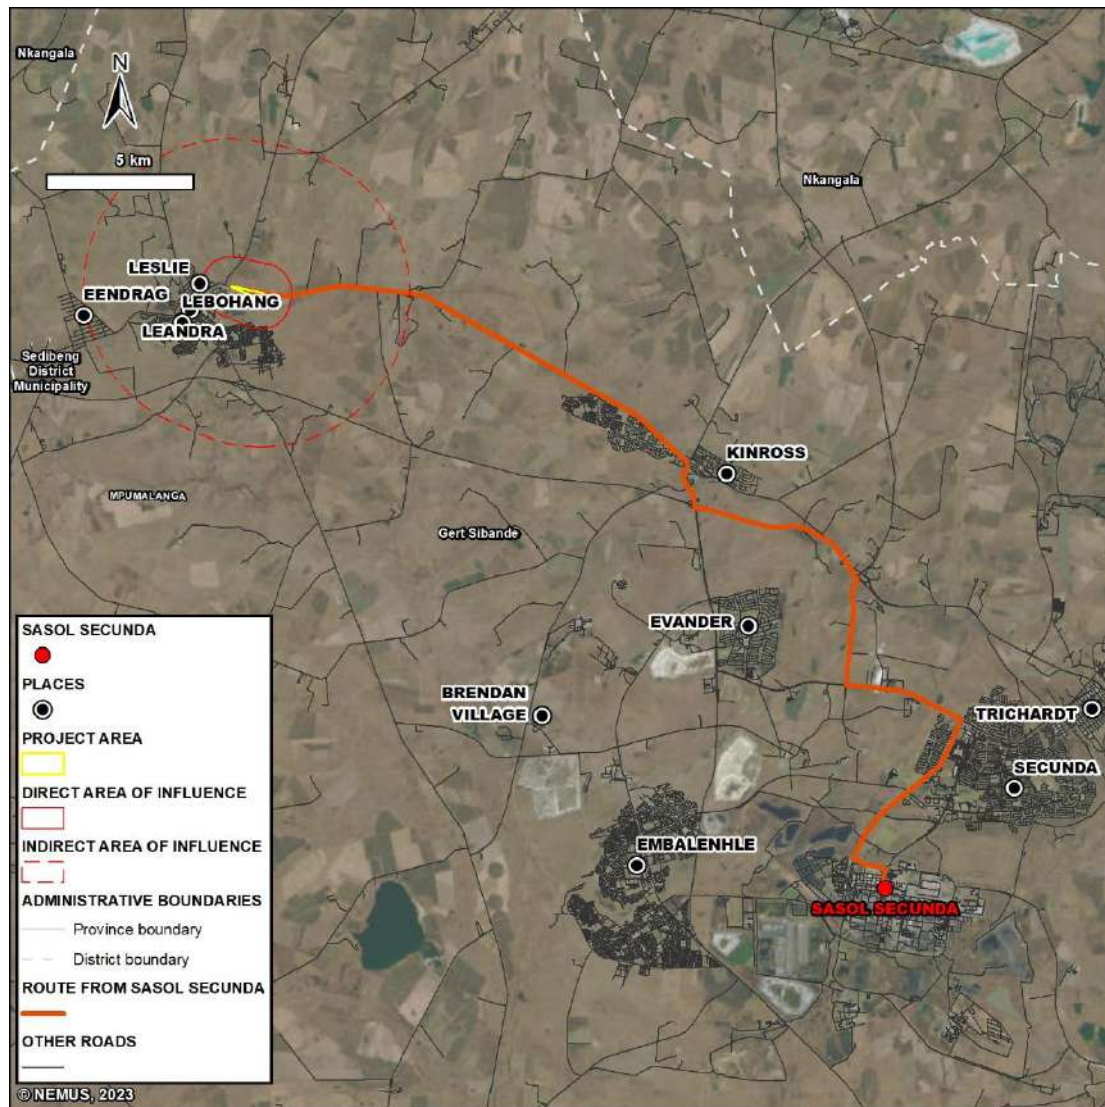 Nkangala
N
5 km
Nkangala
LESLIE
EENDRAG
LEBOHANG
LEANDRA
Sedibeng
District
Municipality
KINROSS
MPUMALANGA
Gert Sibande
EVANDER
BRENDAN
VILLAGE
TRICHARDT
SECUNDA
EMBALENHLE
SASOL SECUNDA
SASOL SECUNDA
PLACES
PROJECT AREA
DIRECT AREA OF INFLUENCE
INDIRECT AREA OF INFLUENCE
ADMINISTRATIVE BOUNDARIES
Province boundary
District boundary
ROUTE FROM SASOL SECUNDA
OTHER ROADS
© NEMUS, 2023